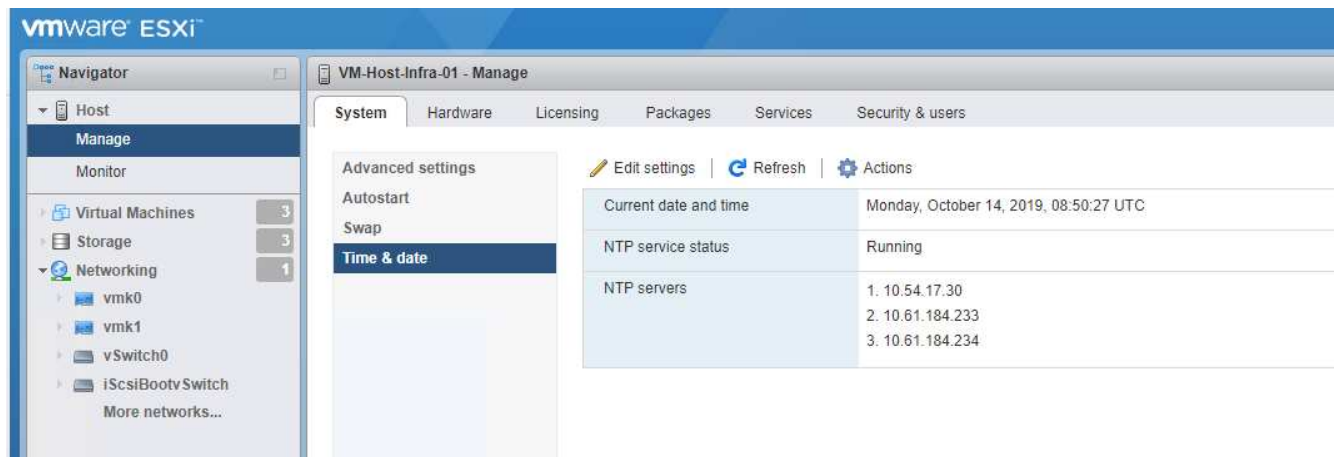 vmware ESXi™
Navigator
VM-Host-Infra-01 - Manage
Host
Manage
Monitor
Virtual Machines 3
Storage 3
Networking 1
vmk0
vmk1
vSwitch0
iScsiBootvSwitch
More networks...
System Hardware Licensing Packages Services Security & users
Advanced settings
Autostart
Swap
Time & date
Edit settings | Refresh | Actions
Current date and time Monday, October 14, 2019, 08:50:27 UTC
NTP service status Running
NTP servers 1. 10.54.17.30
2. 10.61.184.233
3. 10.61.184.234